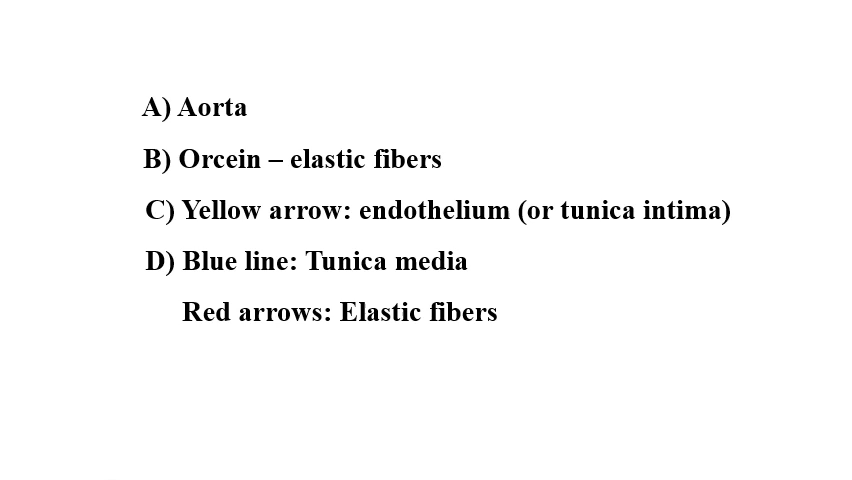 A) Aorta
B) Orcein – elastic fibers
C) Yellow arrow: endothelium (or tunica intima)
D) Blue line: Tunica media
Red arrows: Elastic fibers